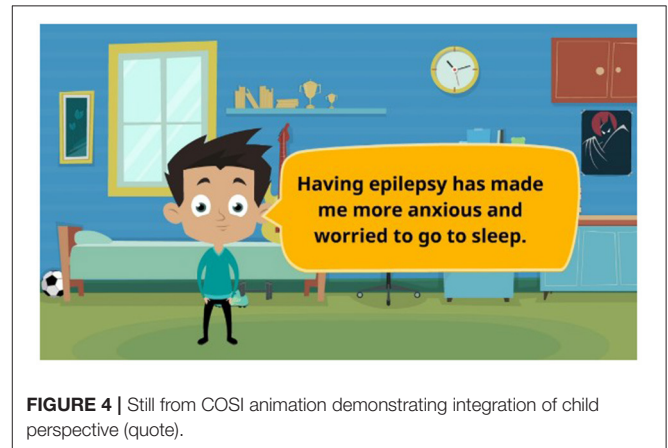 Having epilepsy has made
me more anxious and
worried to go to sleep.
FIGURE 4 | Still from COSI animation demonstrating integration of child
perspective (quote).